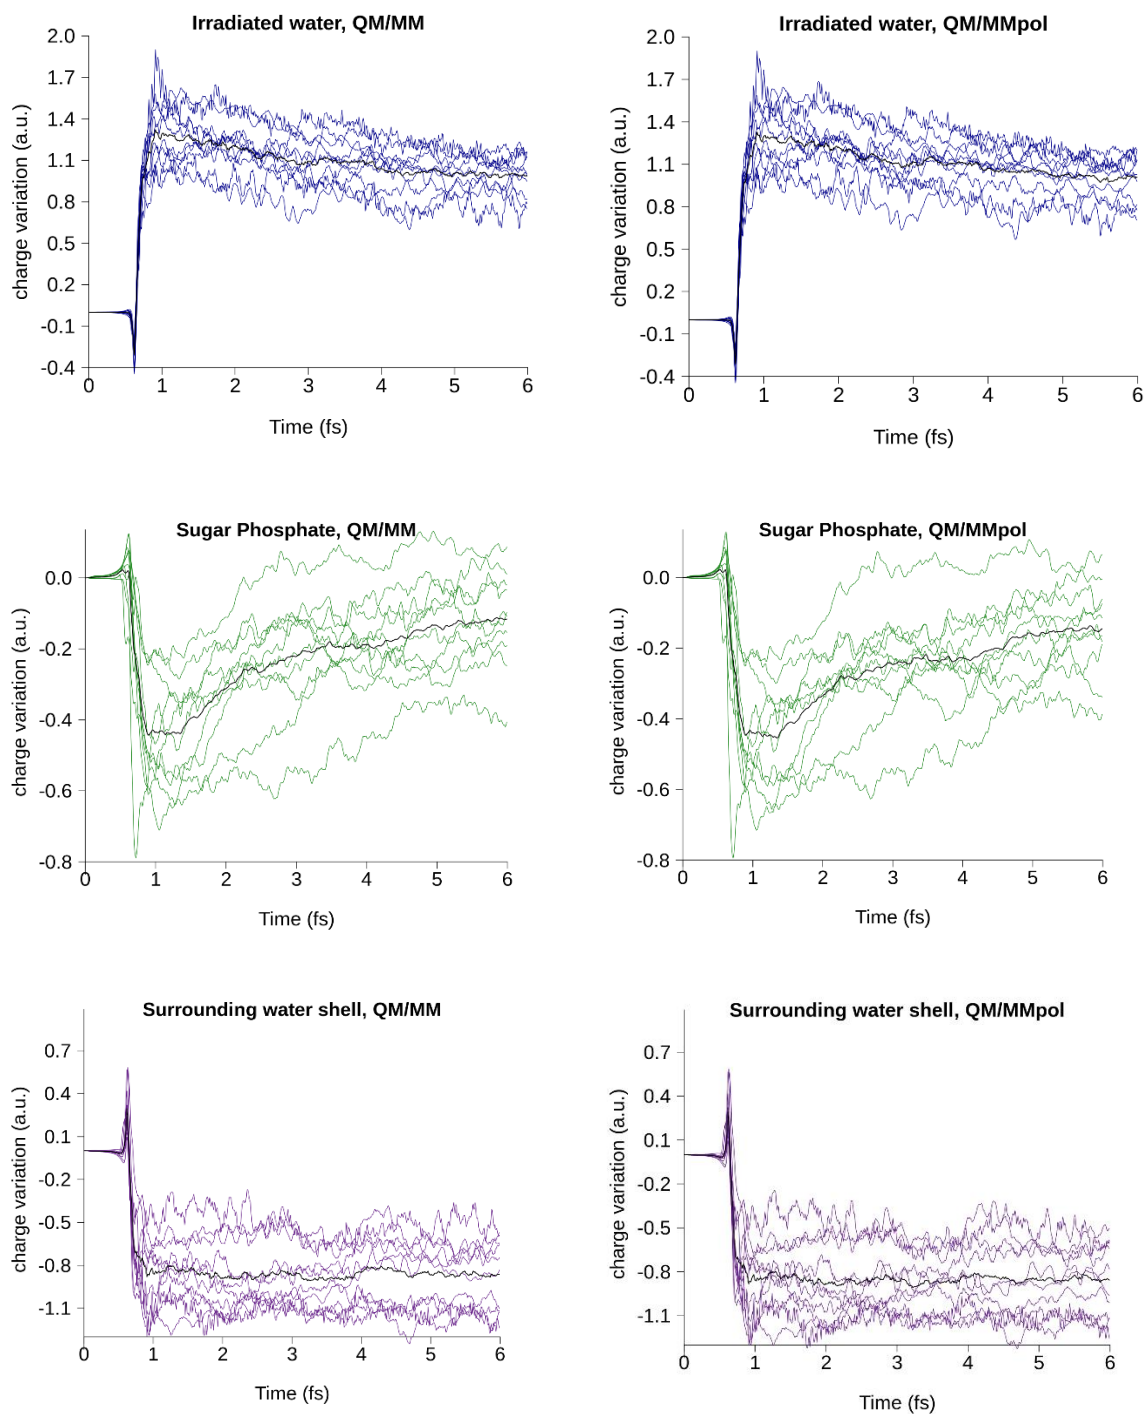 Irradiated water, QM/MM
charge variation (a.u.)
2.0
1.7
1.4
1.1
0.8
0.5
0.2
-0.1
-0.4
0 1 2 3 4 5 6
Time (fs)
Irradiated water, QM/MMpol
charge variation (a.u.)
2.0
1.7
1.4
1.1
0.8
0.5
0.2
-0.1
-0.4
0 1 2 3 4 5 6
Time (fs)
Sugar Phosphate, QM/MM
charge variation (a.u.)
0.0
-0.2
-0.4
-0.6
-0.8
0 1 2 3 4 5 6
Time (fs)
Sugar Phosphate, QM/MMpol
charge variation (a.u.)
0.0
-0.2
-0.4
-0.6
-0.8
0 1 2 3 4 5 6
Time (fs)
Surrounding water shell, QM/MM
charge variation (a.u.)
0.7
0.4
0.1
-0.2
-0.5
-0.8
-1.1
0 1 2 3 4 5 6
Time (fs)
Surrounding water shell, QM/MMpol
charge variation (a.u.)
0.7
0.4
0.1
-0.2
-0.5
-0.8
-1.1
0 1 2 3 4 5 6
Time (fs)